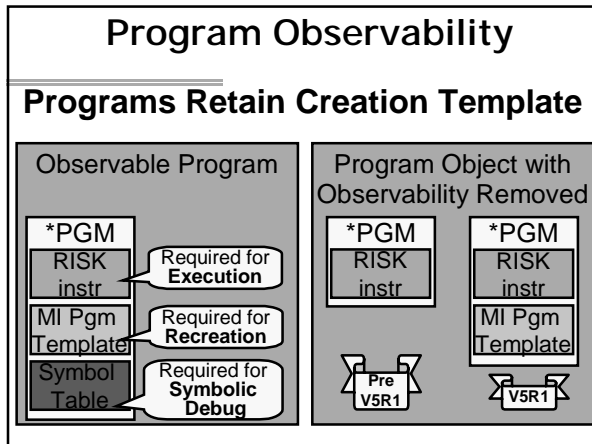 Program Observability
Programs Retain Creation Template
Observable Program
*PGM
RISK
instr
Required for
Execution
MI Pgm
Template
Required for
Recreation
Symbol
Table
Required for
Symbolic
Debug
Program Object with
Observability Removed
*PGM
RISK
instr
Pre
V5R1
*PGM
RISK
instr
MI Pgm
Template
V5R1